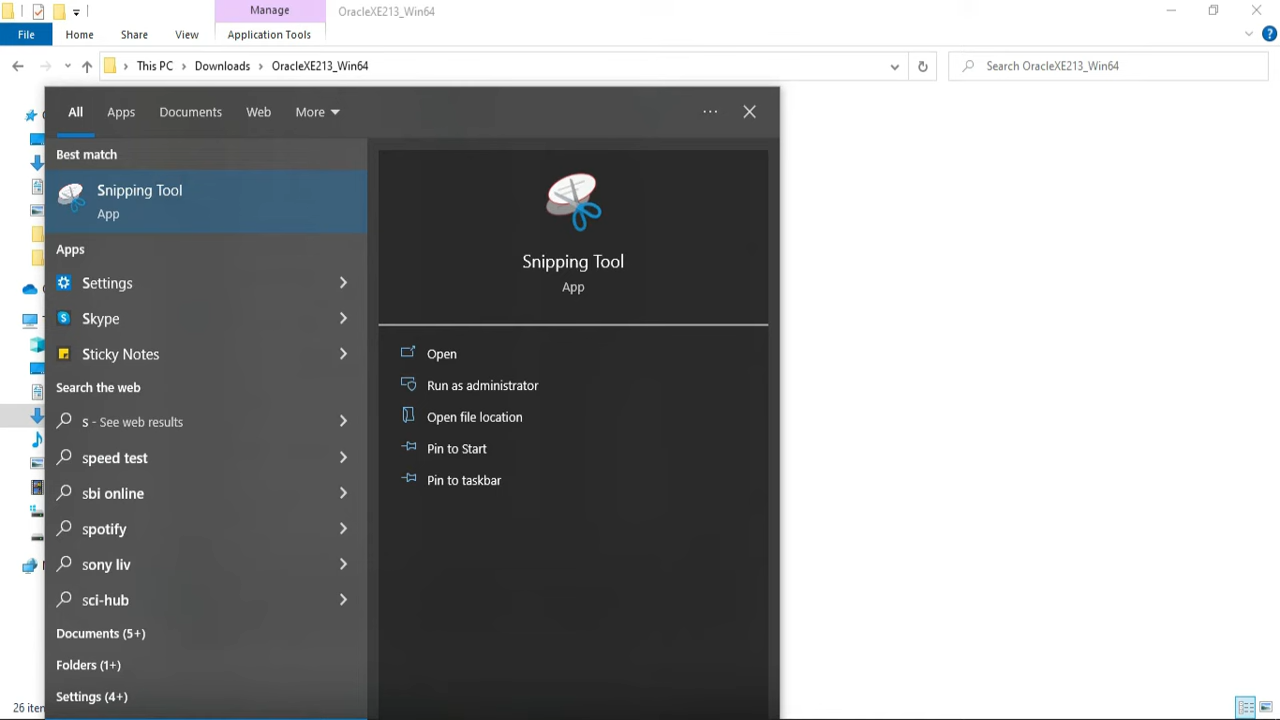 Manage
OracleXE213_Win64
File
Home
Share
View
Application Tools
This PC
Downloads
OracleXE213_Win64
Search OracleXE213_Win64
All
Apps
Documents
Web
More
Best match
Snipping Tool
App
Apps
Settings
Skype
Sticky Notes
Search the web
s - See web results
speed test
sbi online
spotify
sony liv
sci-hub
Documents (5+)
Folders (1+)
Settings (4+)
Snipping Tool
App
Open
Run as administrator
Open file location
Pin to Start
Pin to taskbar
26